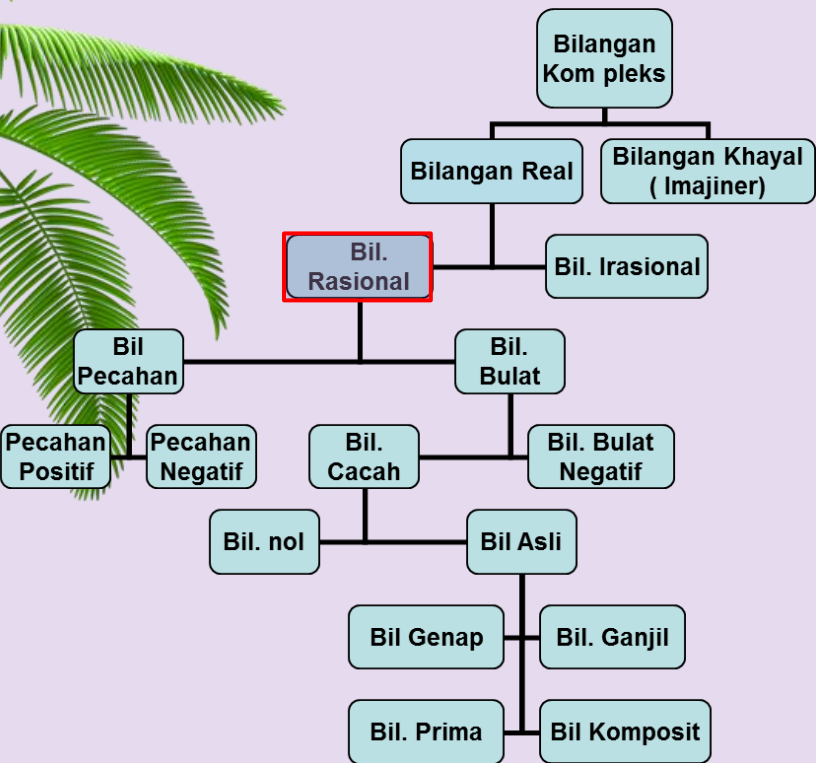 Bilangan
Kom pleks
Bilangan Real
Bilangan Khayal
( Imajiner)
Bil.
Rasional
Bil. Irasional
Bil
Pecahan
Bil.
Bulat
Pecahan
Positif
Pecahan
Negatif
Bil.
Cacah
Bil. Bulat
Negatif
Bil. nol
Bil Asli
Bil Genap
Bil. Ganjil
Bil. Prima
Bil Komposit